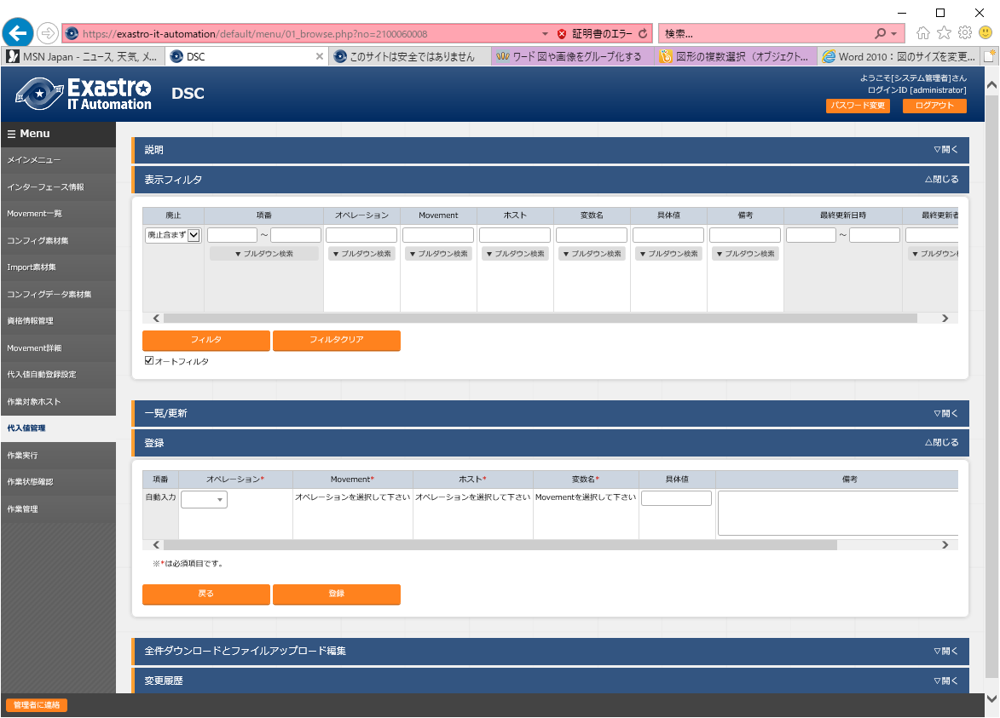 https://exastro-it-automation/default/menu/01_browse.php?no=2100060008
証明書のエラー
検索...
MSN Japan - ニュース, 天気, メ...
DSC
このサイトは安全ではありません
ワード 図や画像をグループ化する
図形の複数選択（オブジェクト...
Word 2010：図のサイズを変更...
Exastro
IT Automation
DSC
ようこそ[システム管理者]さん
ログインID [administrator]
パスワード変更
ログアウト
Menu
メインメニュー
インターフェース情報
Movement一覧
コンフィグ素材集
Import素材集
コンフィグデータ素材集
資格情報管理
Movement詳細
代入値自動登録設定
作業対象ホスト
代入値管理
作業実行
作業状態確認
作業管理
管理者に連絡
説明
▽開く
表示フィルタ
△閉じる
廃止 項番 オペレーション Movement ホスト 変数名 具体値 備考 最終更新日時 最終更新者
廃止含まず ～ ～
▼プルダウン検索 ▼プルダウン検索 ▼プルダウン検索 ▼プルダウン検索 ▼プルダウン検索 ▼プルダウン検索 ▼プルダウン検索 ▼プルダウン
フィルタ フィルタクリア
オートフィルタ
一覧/更新
▽開く
登録
△閉じる
項番 オペレーション* Movement* ホスト* 変数名* 具体値 備考
自動入力 オペレーションを選択して下さい オペレーションを選択して下さい Movementを選択して下さい
※*は必須項目です。
戻る 登録
全件ダウンロードとファイルアップロード編集
▽開く
変更履歴
▽開く